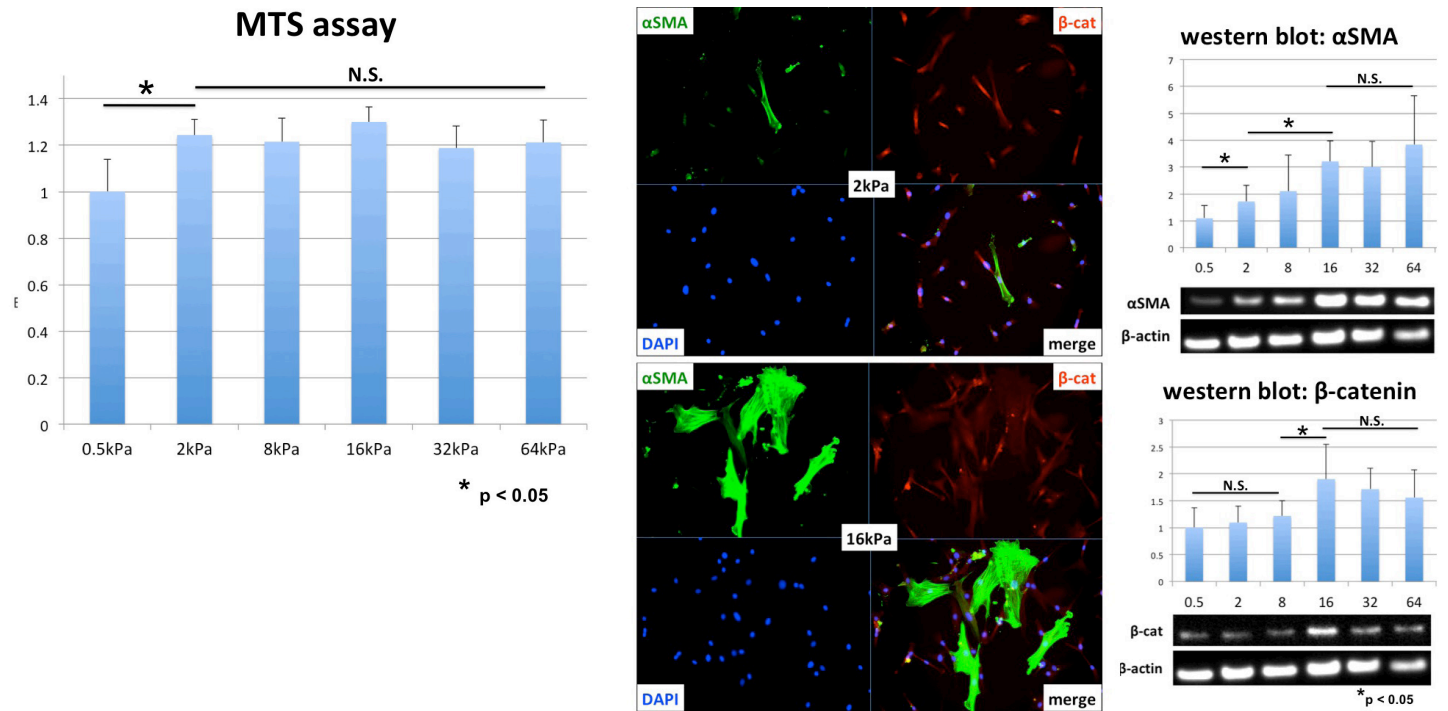 MTS assay
*
N.S.
1.4
1.2
1
0.8
0.6
0.4
0.2
0
E
0.5kPa 2kPa 8kPa 16kPa 32kPa 64kPa
* p < 0.05
αSMA β-cat
2kPa
DAPI merge
αSMA β-cat
16kPa
DAPI merge
western blot: αSMA
7
6
5
4
3
2
1
0
*
*
N.S.
0.5 2 8 16 32 64
αSMA
β-actin
western blot: β-catenin
3
2.5
2
1.5
1
0.5
0
N.S.
*
N.S.
0.5 2 8 16 32 64
β-cat
β-actin
*p < 0.05